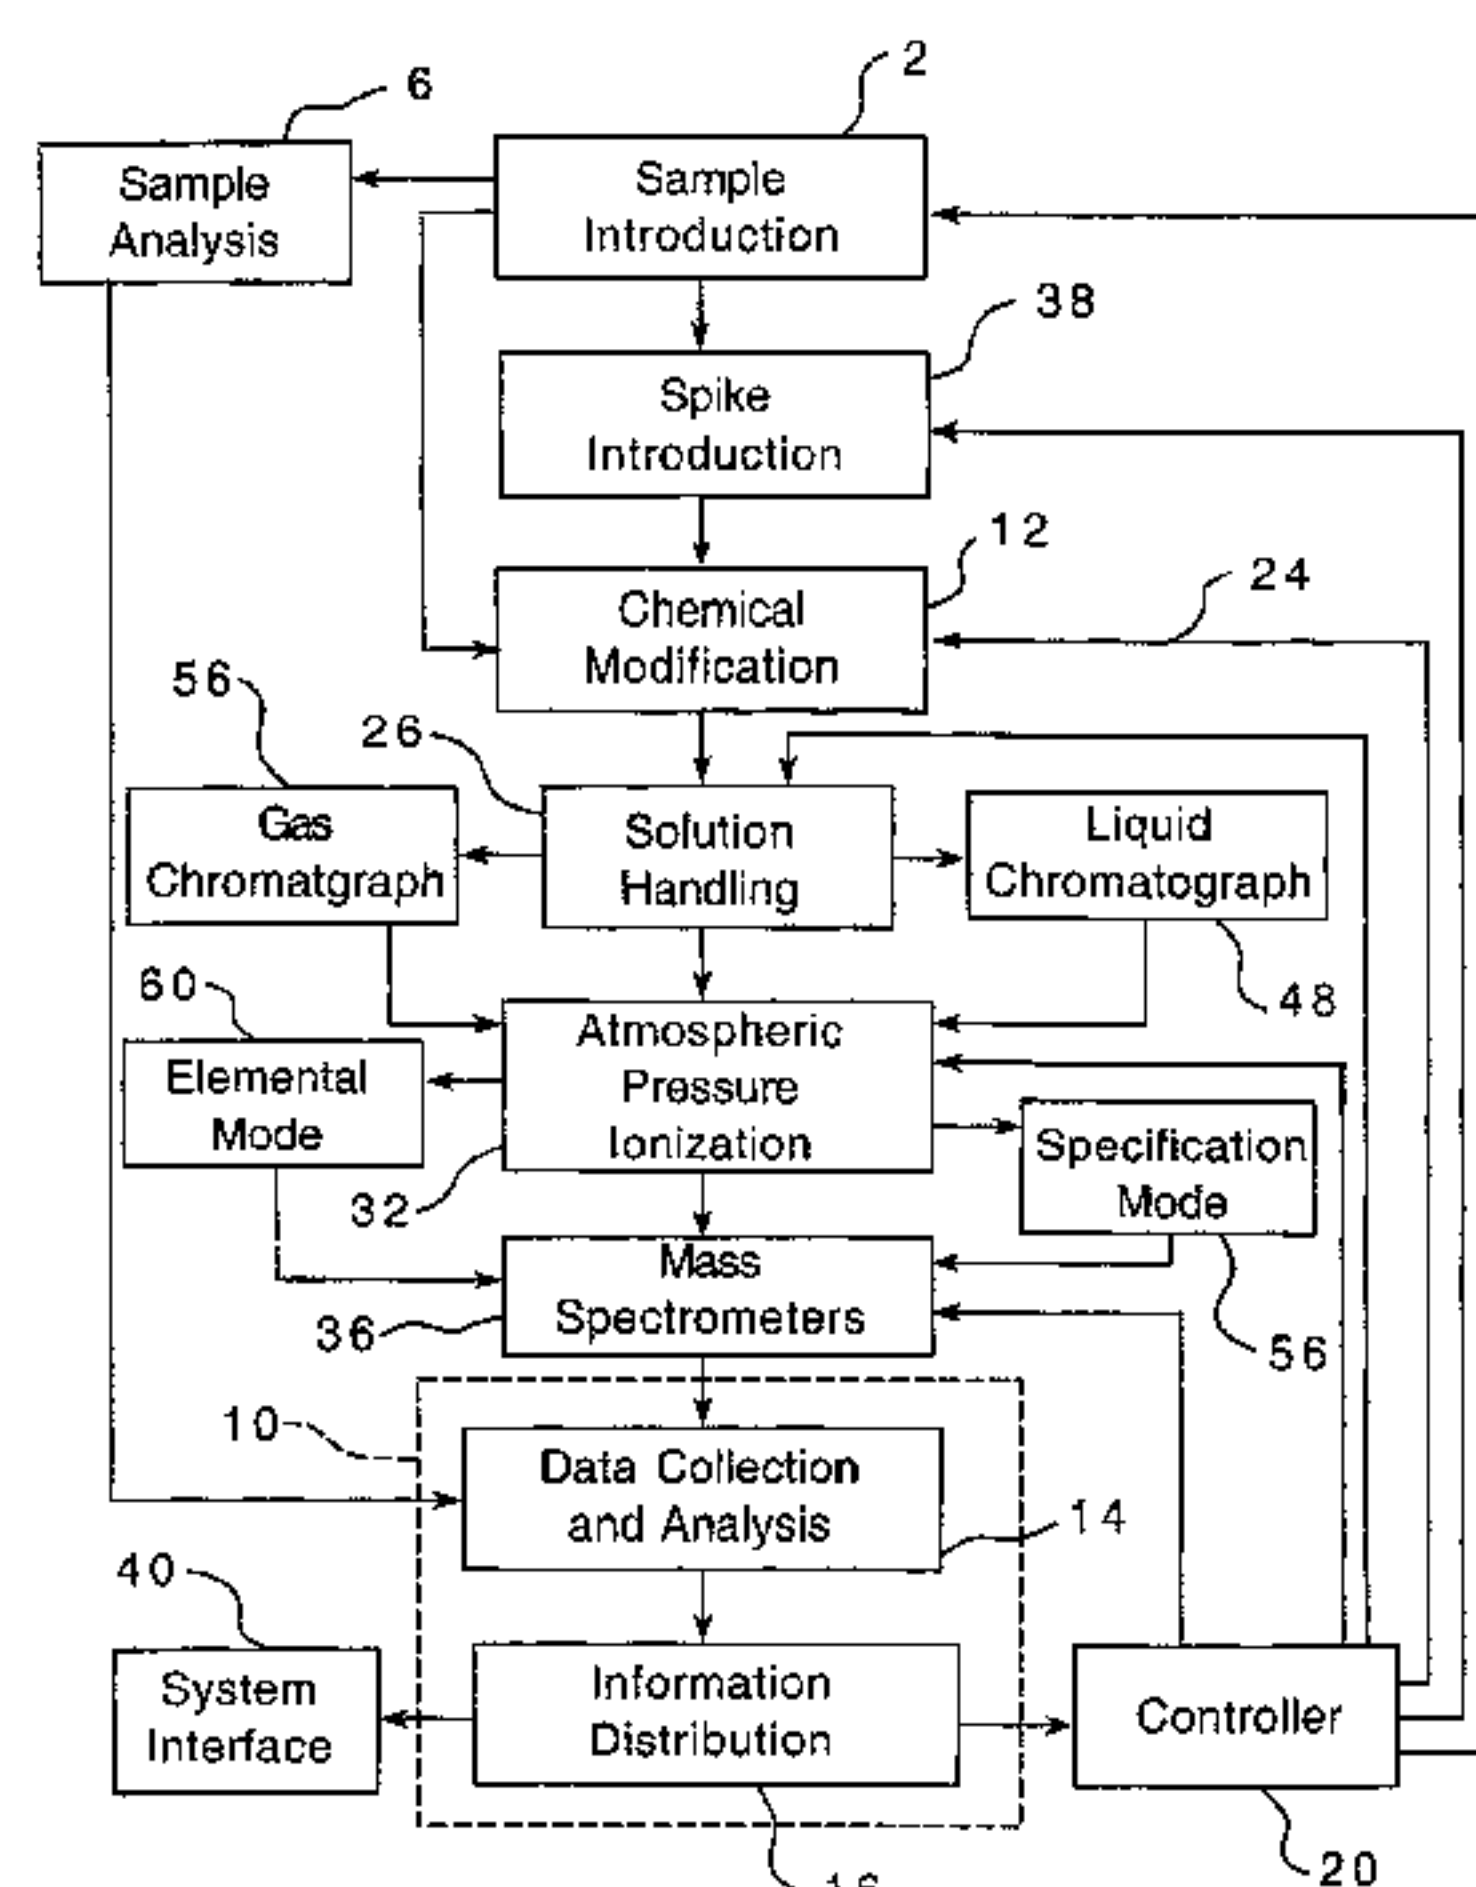 2
6
Sample
Analysis
Sample
Introduction
38
Spike
Introduction
12
24
Chemical
Modification
56
26
Gas
Chromatgraph
Solution
Handling
Liquid
Chromatograph
60
48
Atmospheric
Pressure
Ionization
Elemental
Mode
Specification
Mode
32
Mass
Spectrometers
36
56
10
Data Collection
and Analysis
14
40
System
Interface
Information
Distribution
Controller
20